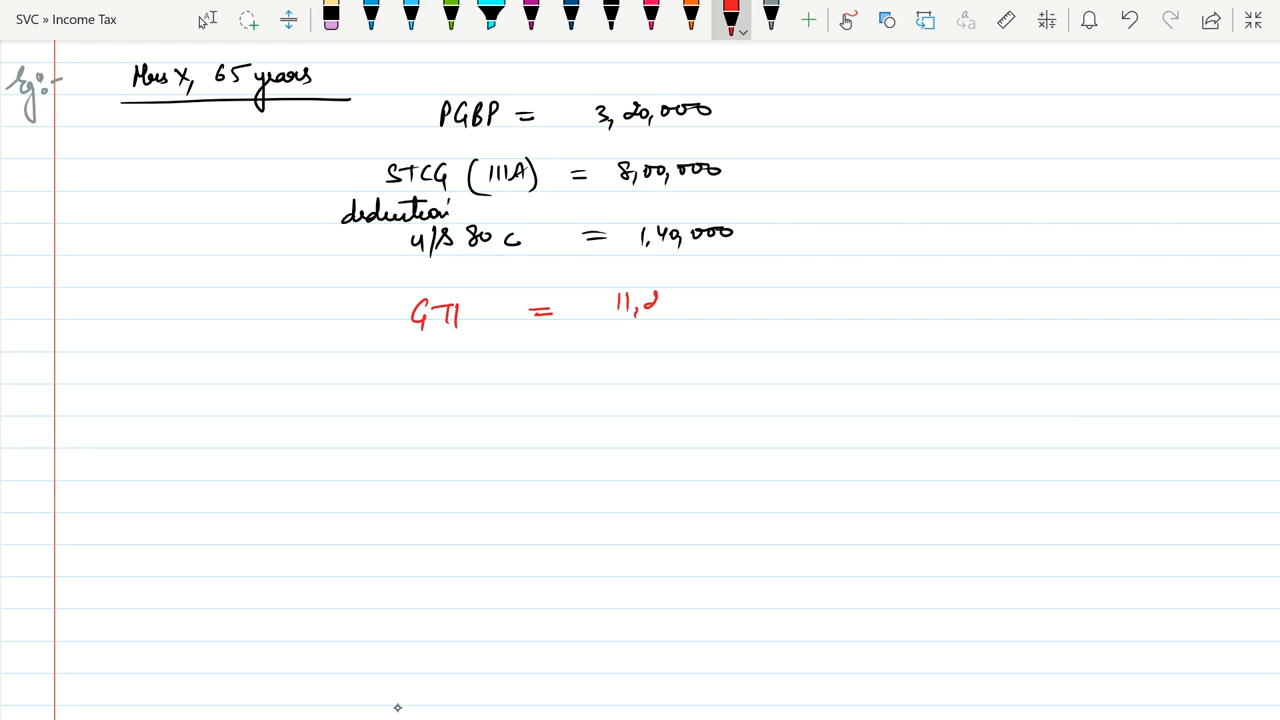 SVC » Income Tax
Eg:-
Mrs X, 65 years
PGBP = 3,20,000
STCG (111A) = 8,00,000
deduction
u/s 80 C = 1,40,000
GTI = 11,2